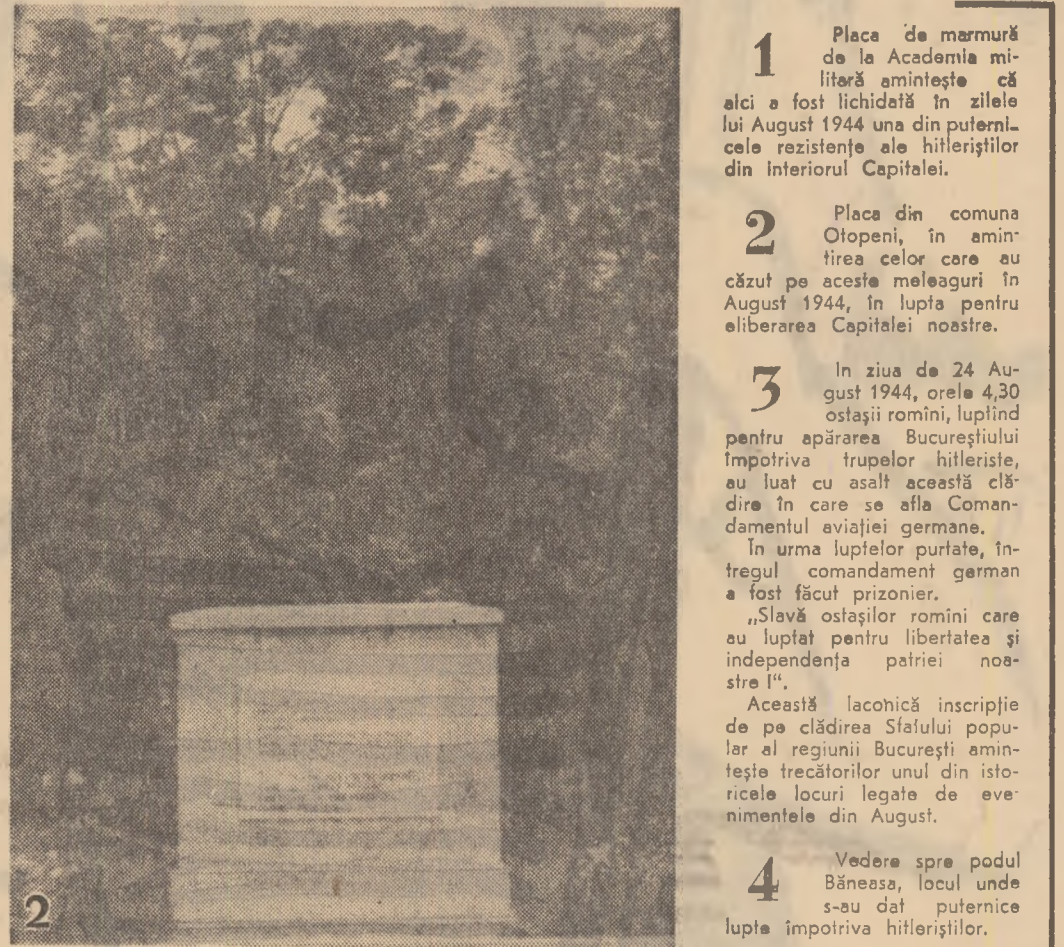 1 Placa de marmură
de la Academia mi-
litară amintește că
aici a fost lichidată în zilele
lui August 1944 una din puterni-
cele rezistențe ale hitleriștilor
din interiorul Capitalei.
2 Placa din comuna
Otopeni, în amin-
tirea celor care au
căzut pe aceste meleaguri în
August 1944, în lupta pentru
eliberarea Capitalei noastre.
3 In ziua de 24 Au-
gust 1944, orele 4,30
ostașii romîni, luptînd
pentru apărarea Bucureștiului
împotriva trupelor hitleriste,
au luat cu asalt această clă-
dire în care se afla Coman-
damentul aviației germane.
In urma luptelor purtate, în-
tregul comandament german
a fost făcut prizonier.
„Slavă ostașilor romîni care
au luptat pentru libertatea și
independența patriei noa-
stre !“.
Această laconică inscripție
de pe clădirea Sfatului popu-
lar al regiunii București amin-
tește trecătorilor unul din isto-
ricele locuri legate de eve-
nimentele din August.
4 Vedere spre podul
Băneasa, locul unde
s-au dat puternice
lupte împotriva hitleriștilor.
2